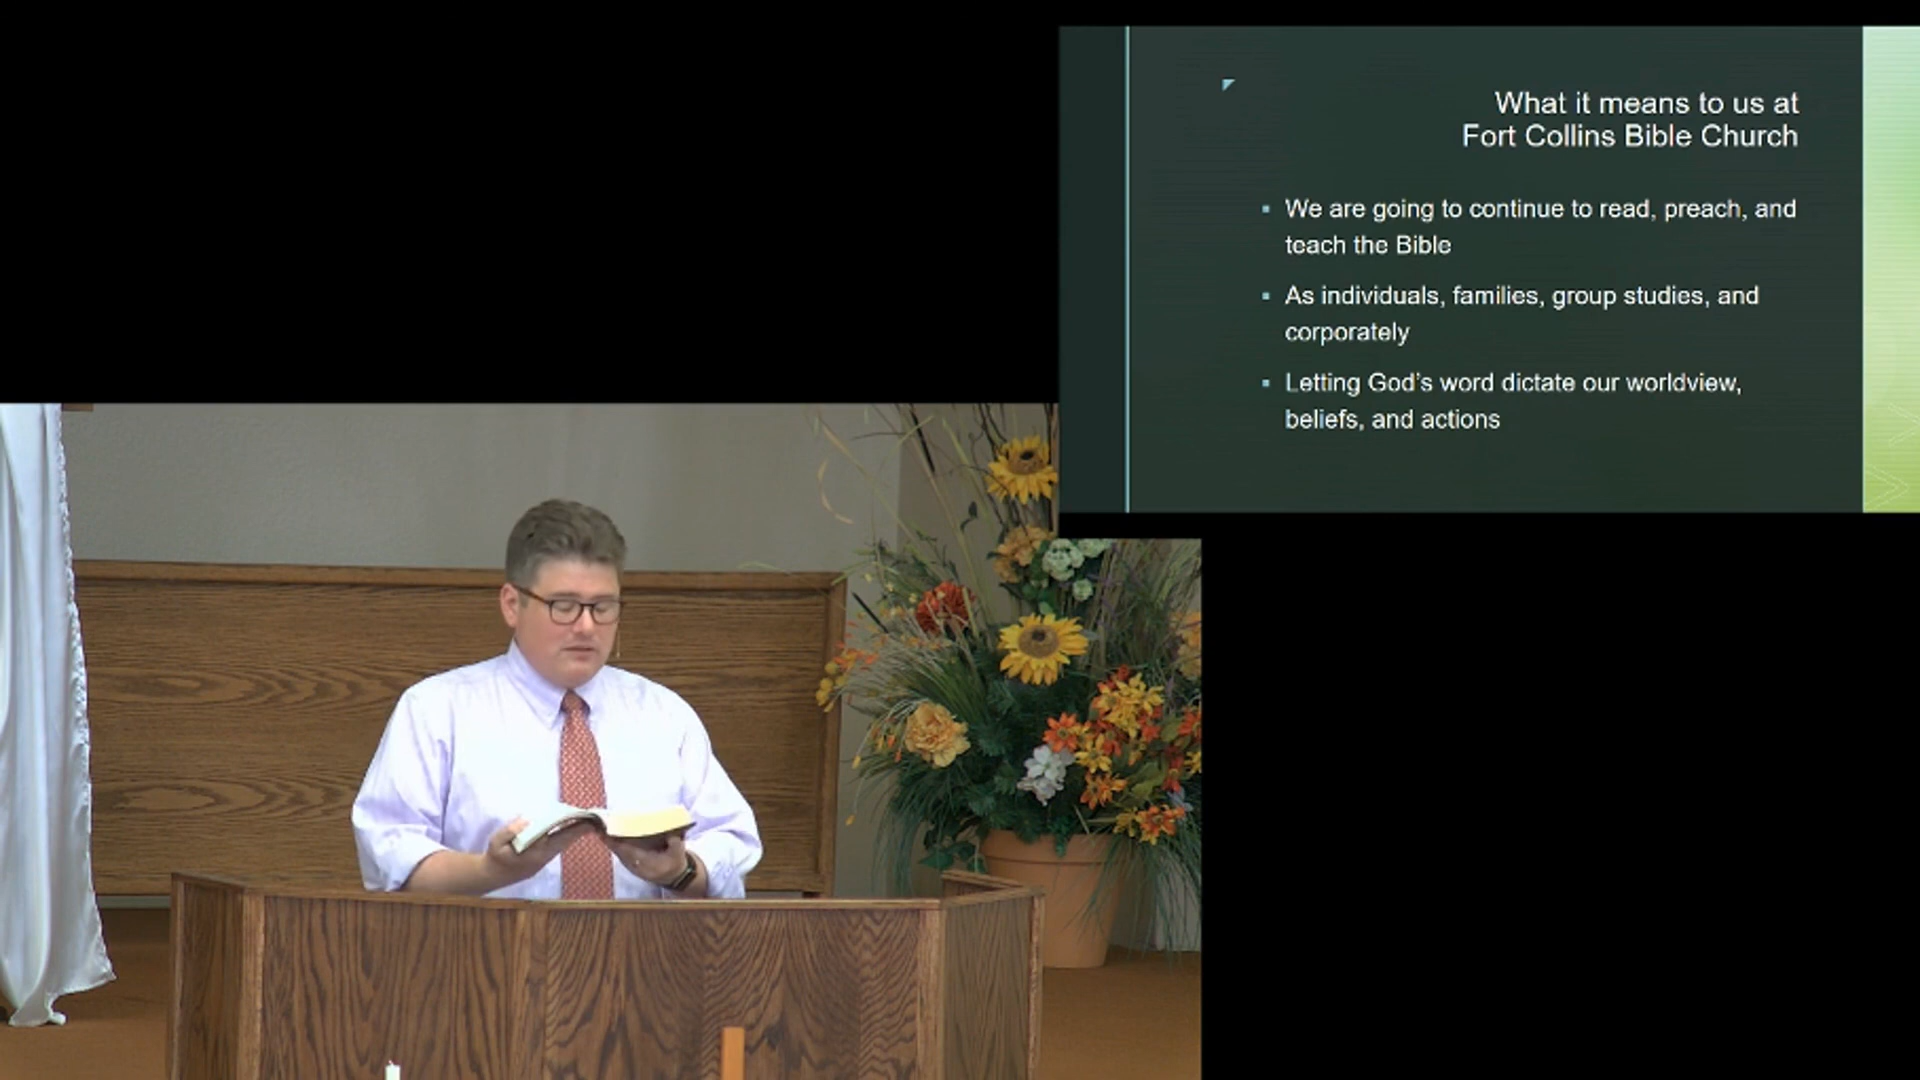 What it means to us at
Fort Collins Bible Church
We are going to continue to read, preach, and
teach the Bible
As individuals, families, group studies, and
corporately
Letting God’s word dictate our worldview,
beliefs, and actions